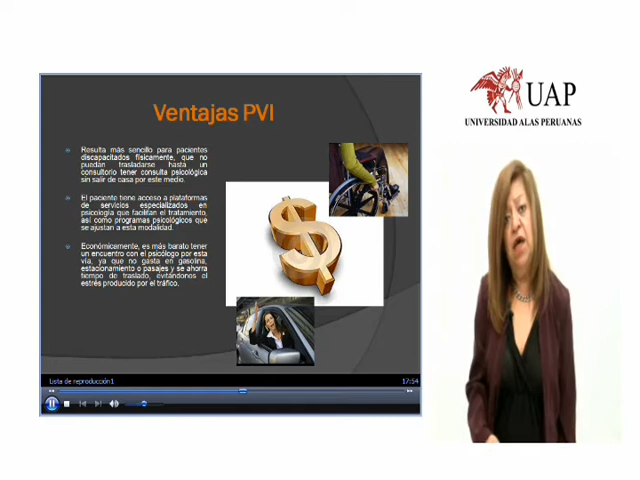 Ventajas PVI
Resulta más sencillo para pacientes
discapacitados físicamente, que no
puedan trasladarse hasta un
consultorio tener consulta psicológica
sin salir de casa por este medio.
El paciente tiene acceso a plataformas
de servicios especializados en
psicología que facilitan el tratamiento,
así como programas psicológicos que
se ajustan a esta modalidad.
Económicamente, es más barato tener
un encuentro con el psicólogo por esta
vía, ya que no gasta en gasolina,
estacionamiento o pasajes y se ahorra
tiempo de traslado, evitándonos el
estrés producido por el tráfico.
Lista de reproducción1
17:54
UAP
UNIVERSIDAD ALAS PERUANAS